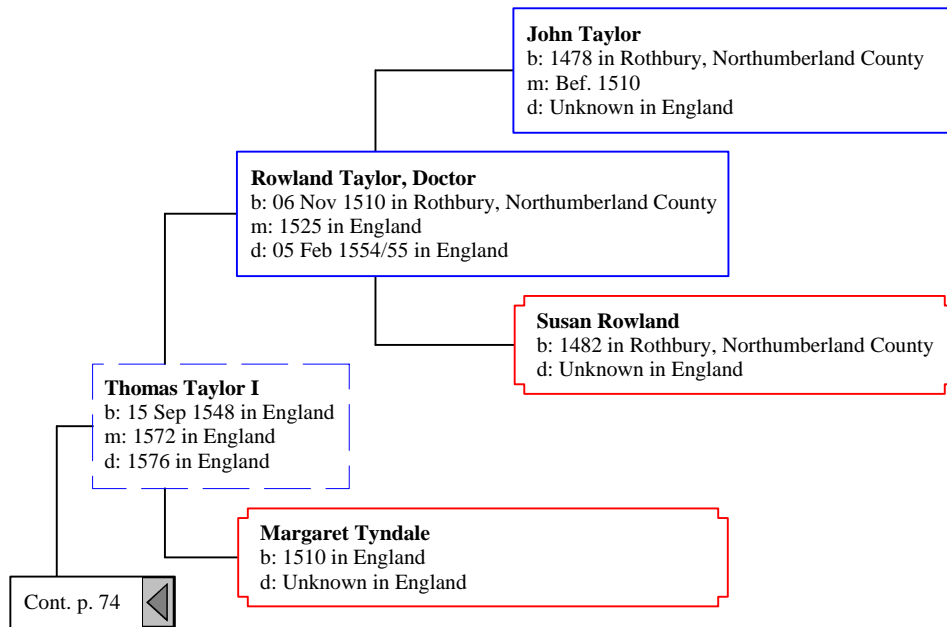 John Taylor
b: 1478 in Rothbury, Northumberland County
m: Bef. 1510
d: Unknown in England
Rowland Taylor, Doctor
b: 06 Nov 1510 in Rothbury, Northumberland County
m: 1525 in England
d: 05 Feb 1554/55 in England
Susan Rowland
b: 1482 in Rothbury, Northumberland County
d: Unknown in England
Thomas Taylor I
b: 15 Sep 1548 in England
m: 1572 in England
d: 1576 in England
Margaret Tyndale
b: 1510 in England
d: Unknown in England
Cont. p. 74